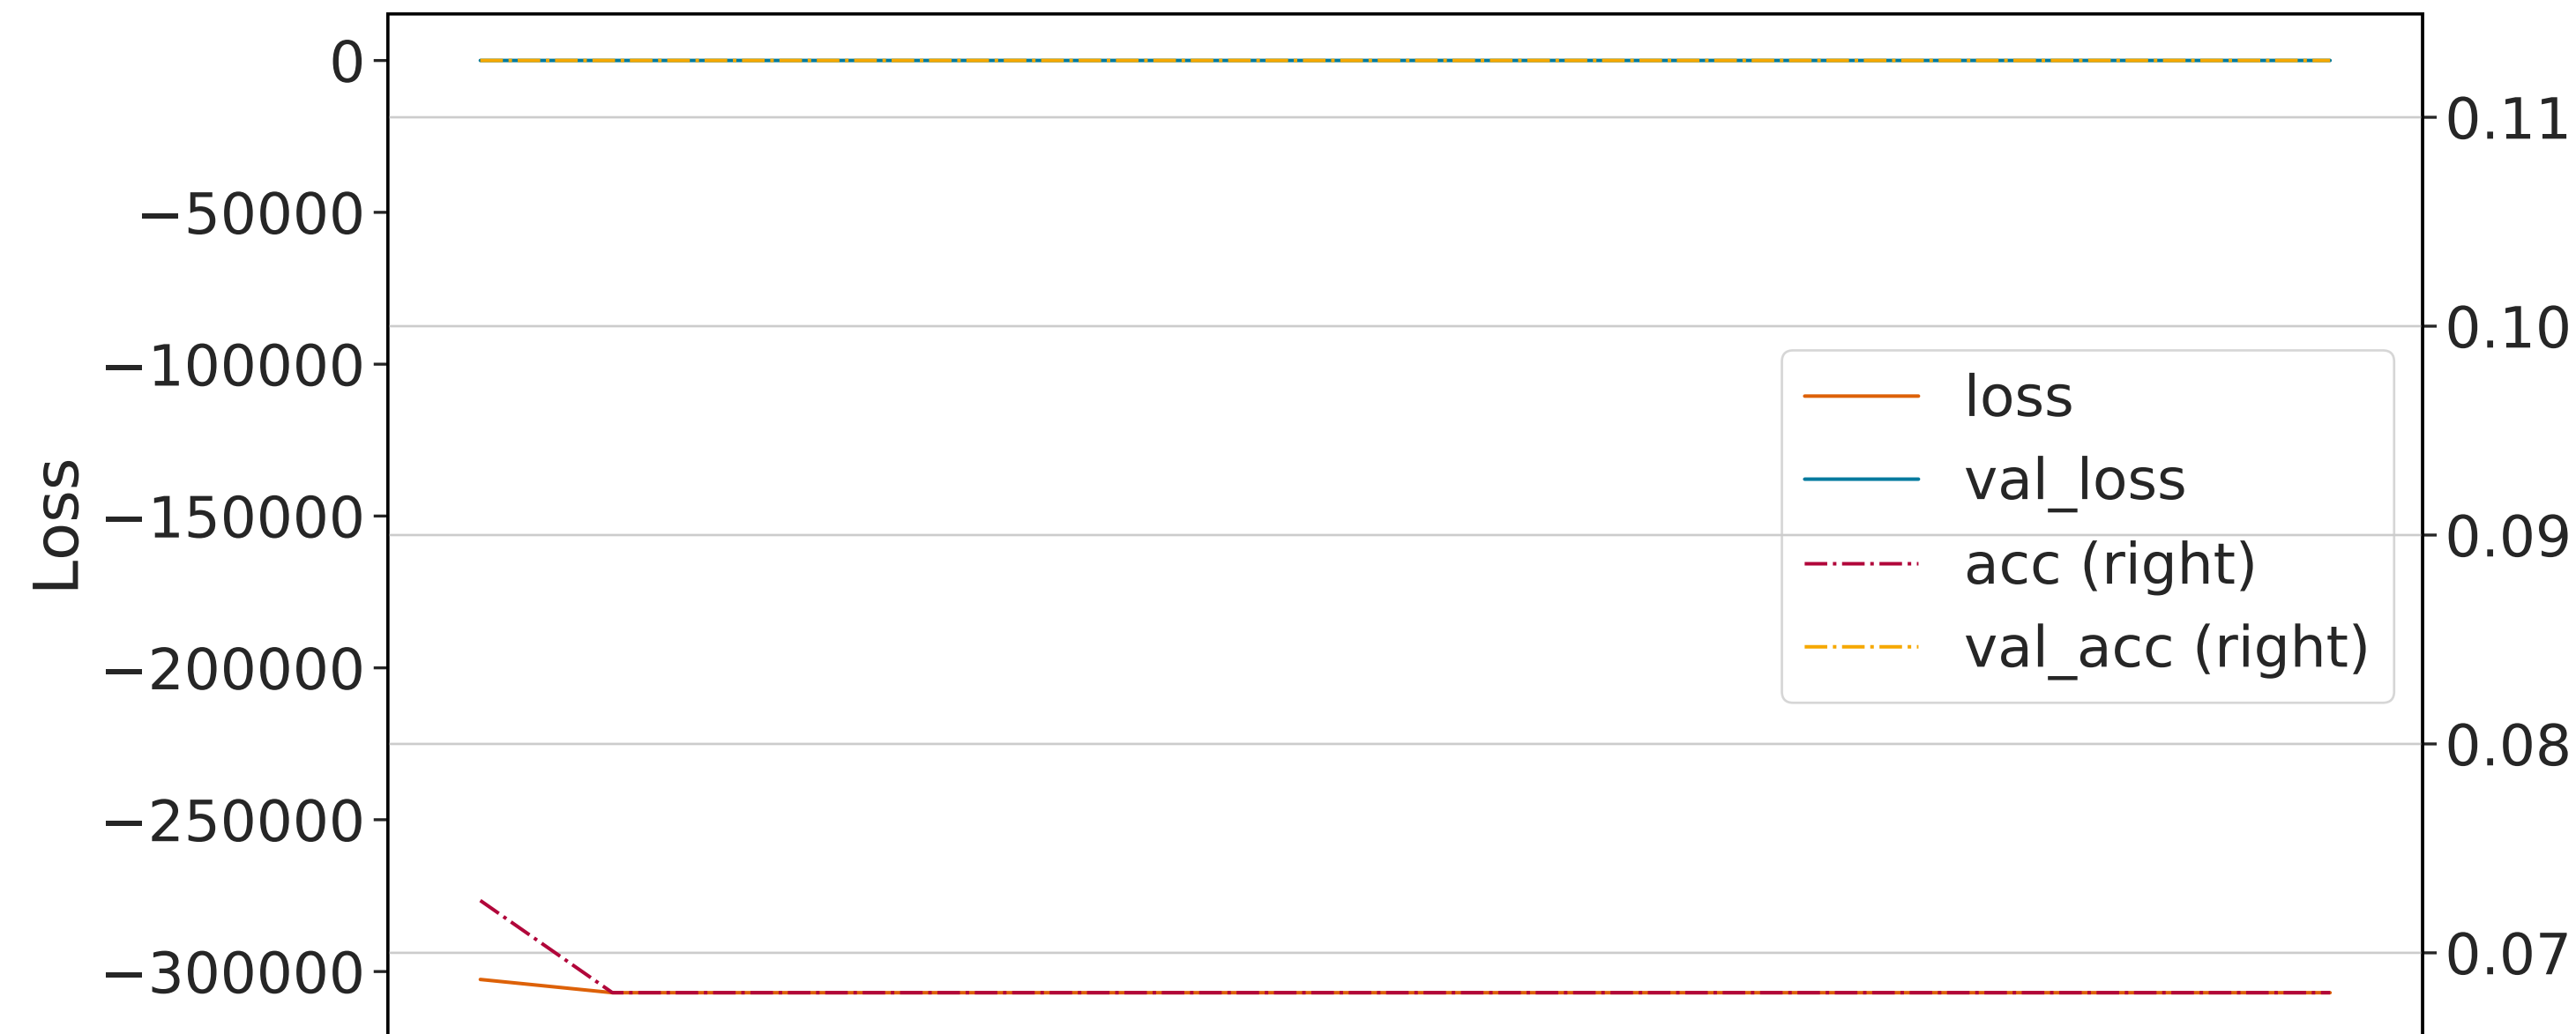 0
−50000
−100000
−150000
−200000
−250000
−300000
Loss
loss
val_loss
acc (right)
val_acc (right)
0.11
0.10
0.09
0.08
0.07